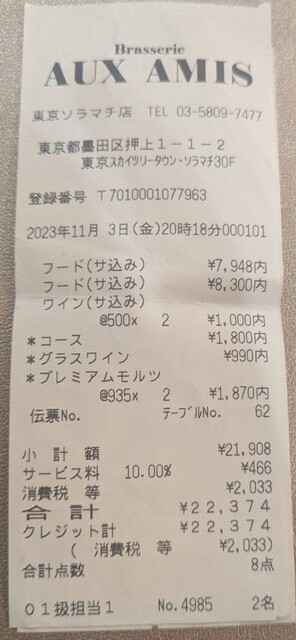 Brasserie
AUX AMIS
東京ソラマチ店 TEL 03-5809-7477
東京都墨田区押上1-1-2
東京スカイツリータウン・ソラマチ30F
登録番号 T7010001077963
2023年11月 3日(金)20時18分000101
フード(サ込み) ¥7,948内
フード(サ込み) ¥8,300内
ワイン(サ込み)
@500x 2 ¥1,000内
*コース ¥1,800内
*グラスワイン ¥990内
*プレミアムモルツ
@935x 2 ¥1,870内
伝票No. テーブルNo. 62
小 計 額 ¥21,908
サービス料 10.00% ¥466
消費税 等 ¥2,033
合 計 ¥22,374
クレジット計 ¥22,374
( 消費税 等 ¥2,033)
合計点数 8点
01扱担当1 No.4985 2名